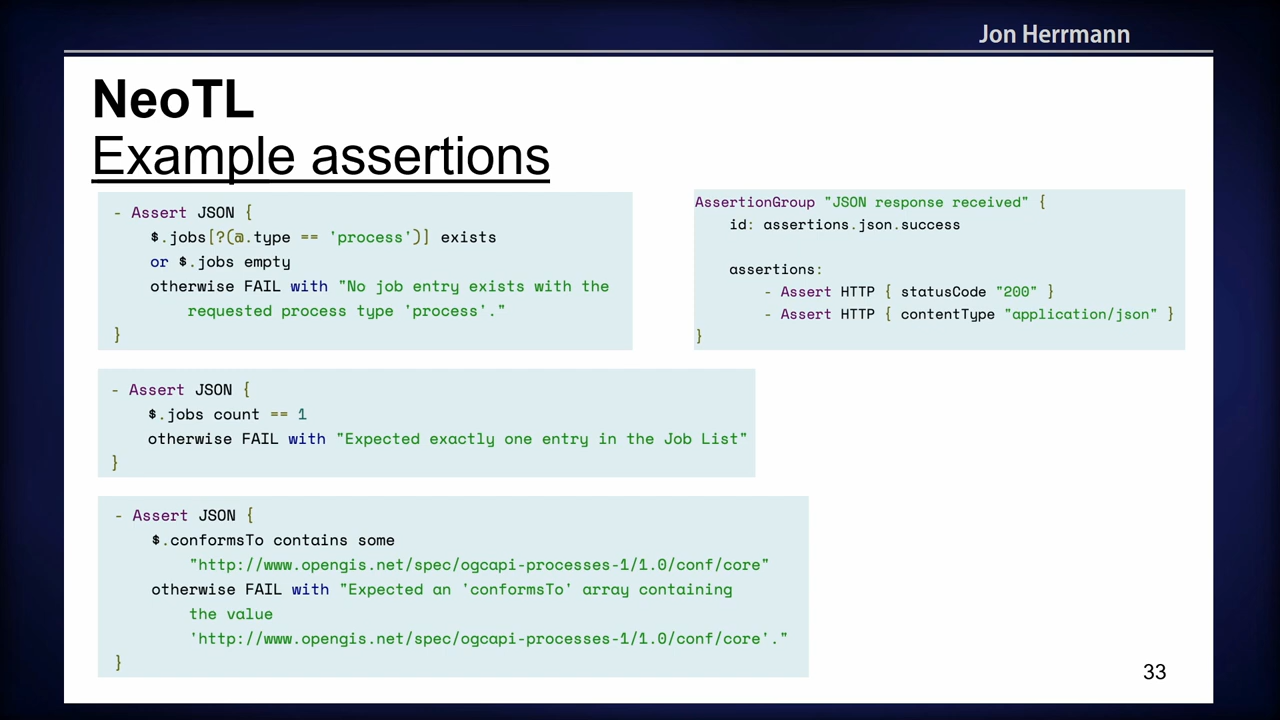 Jon Herrmann
NeoTL
Example assertions
- Assert JSON {
$.jobs[?(@.type == 'process')] exists
or $.jobs empty
otherwise FAIL with "No job entry exists with the
requested process type 'process'."
}
AssertionGroup "JSON response received" {
id: assertions.json.success
assertions:
- Assert HTTP { statusCode "200" }
- Assert HTTP { contentType "application/json" }
}
- Assert JSON {
$.jobs count == 1
otherwise FAIL with "Expected exactly one entry in the Job List"
}
- Assert JSON {
$.conformsTo contains some
"http://www.opengis.net/spec/ogcapi-processes-1/1.0/conf/core"
otherwise FAIL with "Expected an 'conformsTo' array containing
the value
'http://www.opengis.net/spec/ogcapi-processes-1/1.0/conf/core'."
}
33